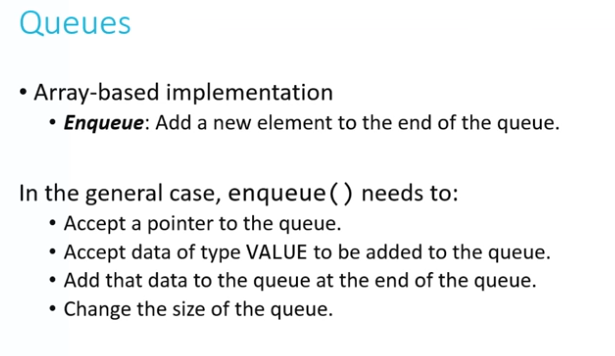 Queues
• Array-based implementation
• Enqueue: Add a new element to the end of the queue.
In the general case, enqueue() needs to:
• Accept a pointer to the queue.
• Accept data of type VALUE to be added to the queue.
• Add that data to the queue at the end of the queue.
• Change the size of the queue.